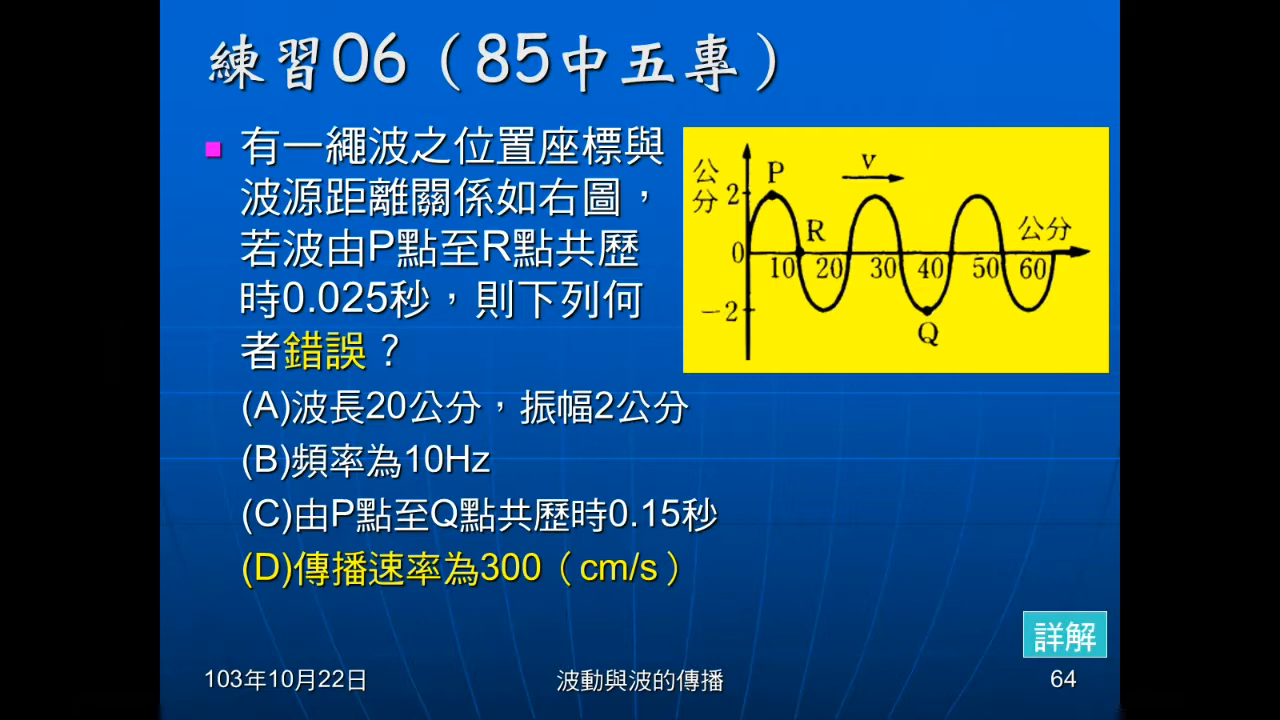 練習06（85中五專）
有一繩波之位置座標與
波源距離關係如右圖，
若波由P點至R點共歷
時0.025秒，則下列何
者錯誤？
(A)波長20公分，振幅2公分
(B)頻率為10Hz
(C)由P點至Q點共歷時0.15秒
(D)傳播速率為300（cm/s）
公分
P
v
2
R
公分
0
10 20 30 40 50 60
－2
Q
詳解
103年10月22日
波動與波的傳播
64